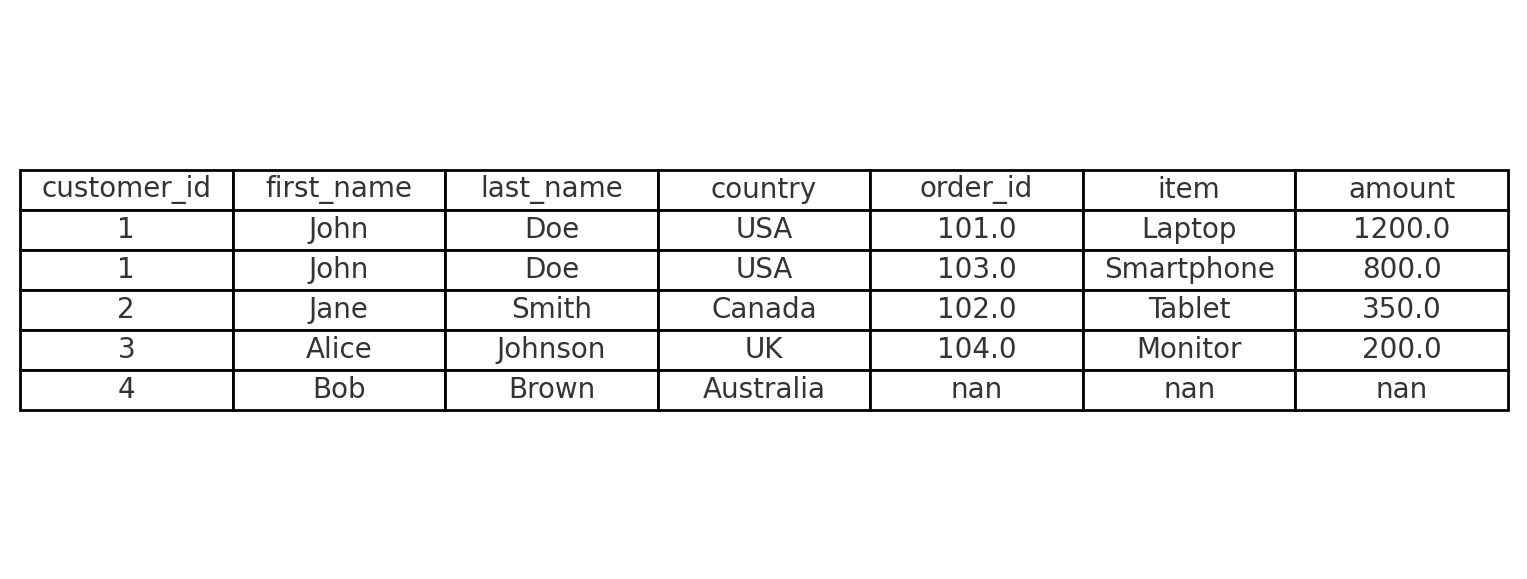 customer_id first_name last_name country order_id item amount
1 John Doe USA 101.0 Laptop 1200.0
1 John Doe USA 103.0 Smartphone 800.0
2 Jane Smith Canada 102.0 Tablet 350.0
3 Alice Johnson UK 104.0 Monitor 200.0
4 Bob Brown Australia nan nan nan